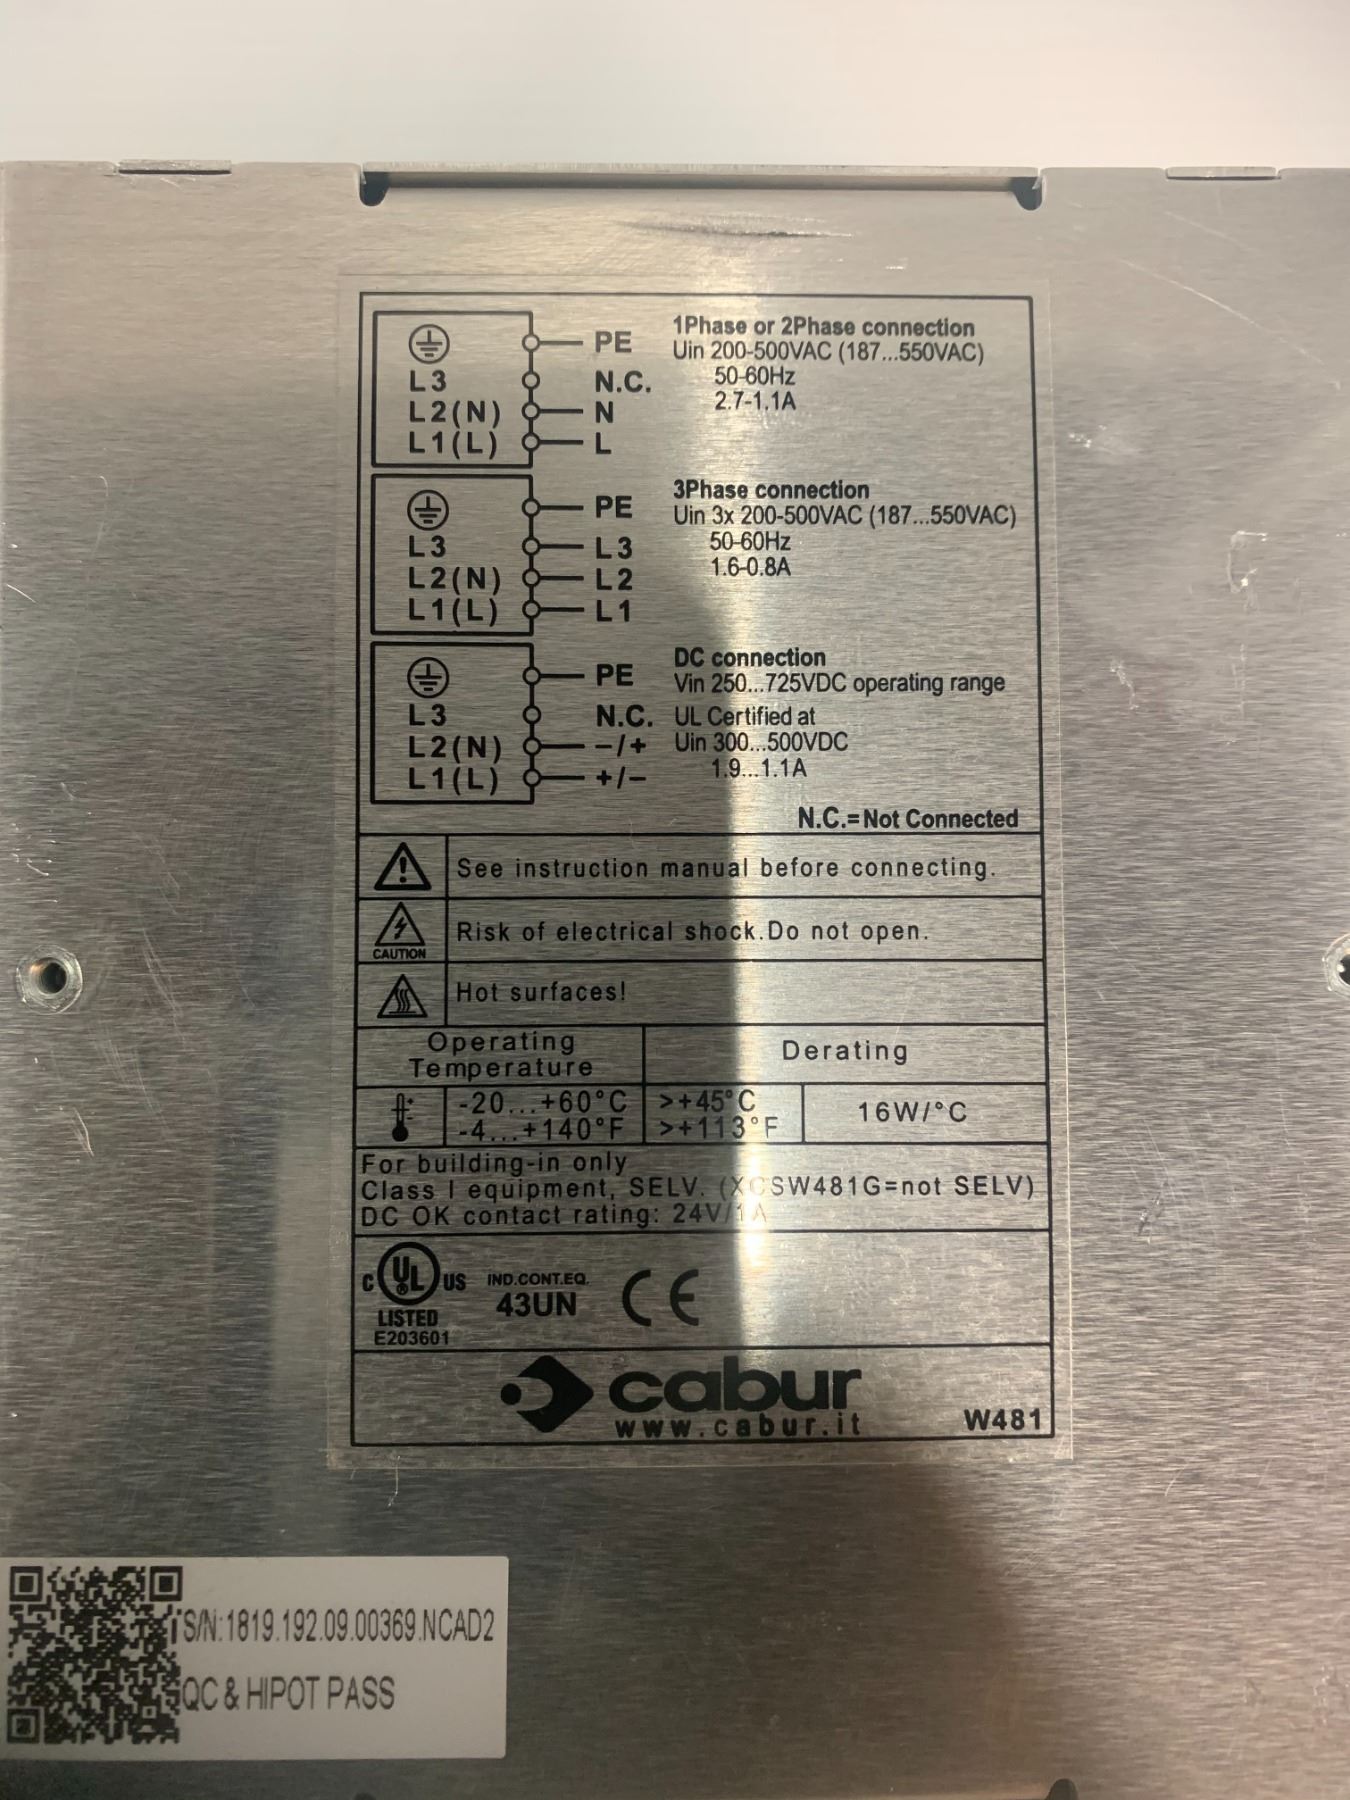 PE 1Phase or 2Phase connection
L3 N.C. Uin 200-500VAC (187...550VAC)
L2(N) N 50-60Hz
L1(L) L 2.7-1.1A
PE 3Phase connection
L3 L3 Uin 3x 200-500VAC (187...550VAC)
L2(N) L2 50-60Hz
L1(L) L1 1.6-0.8A
PE DC connection
Vin 250...725VDC operating range
L3 N.C. UL Certified at
L2(N) –/+ Uin 300...500VDC
L1(L) +/– 1.9...1.1A
N.C.=Not Connected
See instruction manual before connecting.
CAUTION Risk of electrical shock.Do not open.
Hot surfaces!
Operating Temperature Derating
-20...+60°C >+45°C 16W/°C
-4...+140°F >+113°F
For building-in only
Class I equipment, SELV. (XCSW481G=not SELV)
DC OK contact rating: 24V/1A
C UL US IND.CONT.EQ. CE
® 43UN
LISTED
E203601
cabur
www.cabur.it W481
S/N:1819.192.09.00369.NCAD2
QC & HIPOT PASS